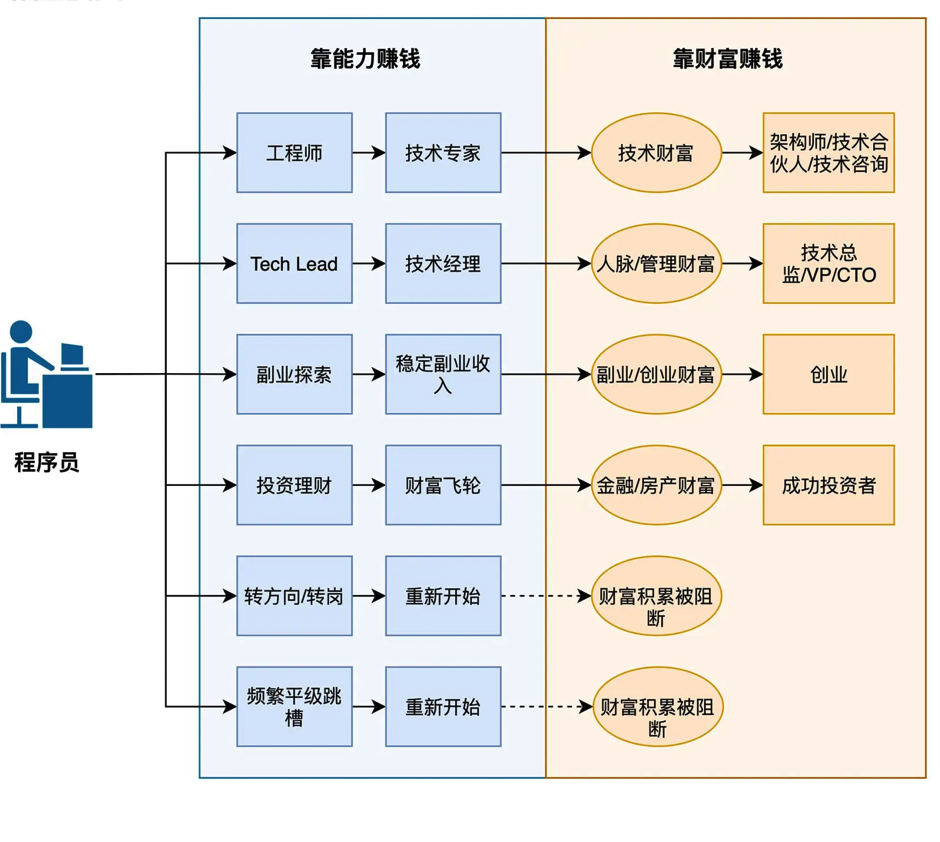 靠能力赚钱
靠财富赚钱
工程师
技术专家
技术财富
架构师/技术合
伙人/技术咨询
Tech Lead
技术经理
人脉/管理财富
技术总
监/VP/CTO
副业探索
稳定副业收
入
副业/创业财富
创业
程序员
投资理财
财富飞轮
金融/房产财富
成功投资者
转方向/转岗
重新开始
财富积累被阻
断
频繁平级跳
槽
重新开始
财富积累被阻
断